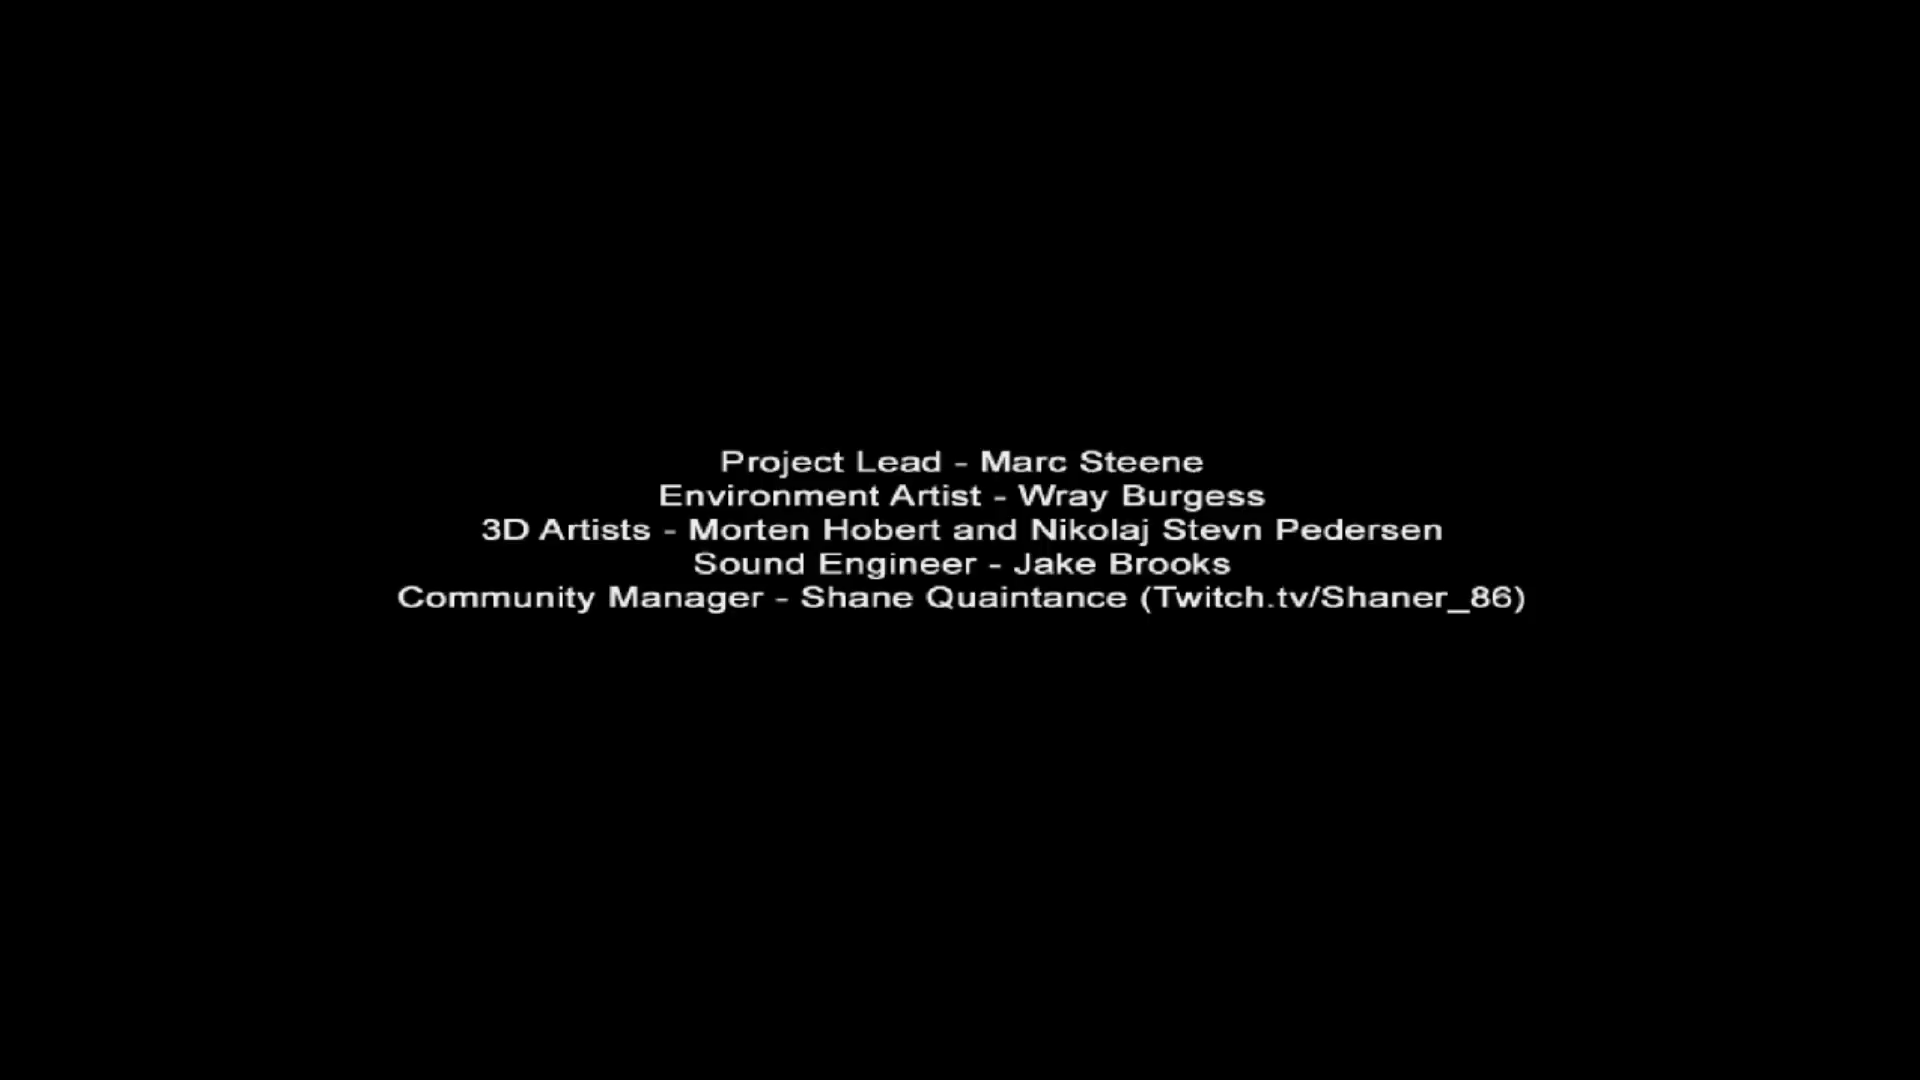 Project Lead - Marc Steene
Environment Artist - Wray Burgess
3D Artists - Morten Hobert and Nikolaj Stevn Pedersen
Sound Engineer - Jake Brooks
Community Manager - Shane Quaintance (Twitch.tv/Shaner_86)